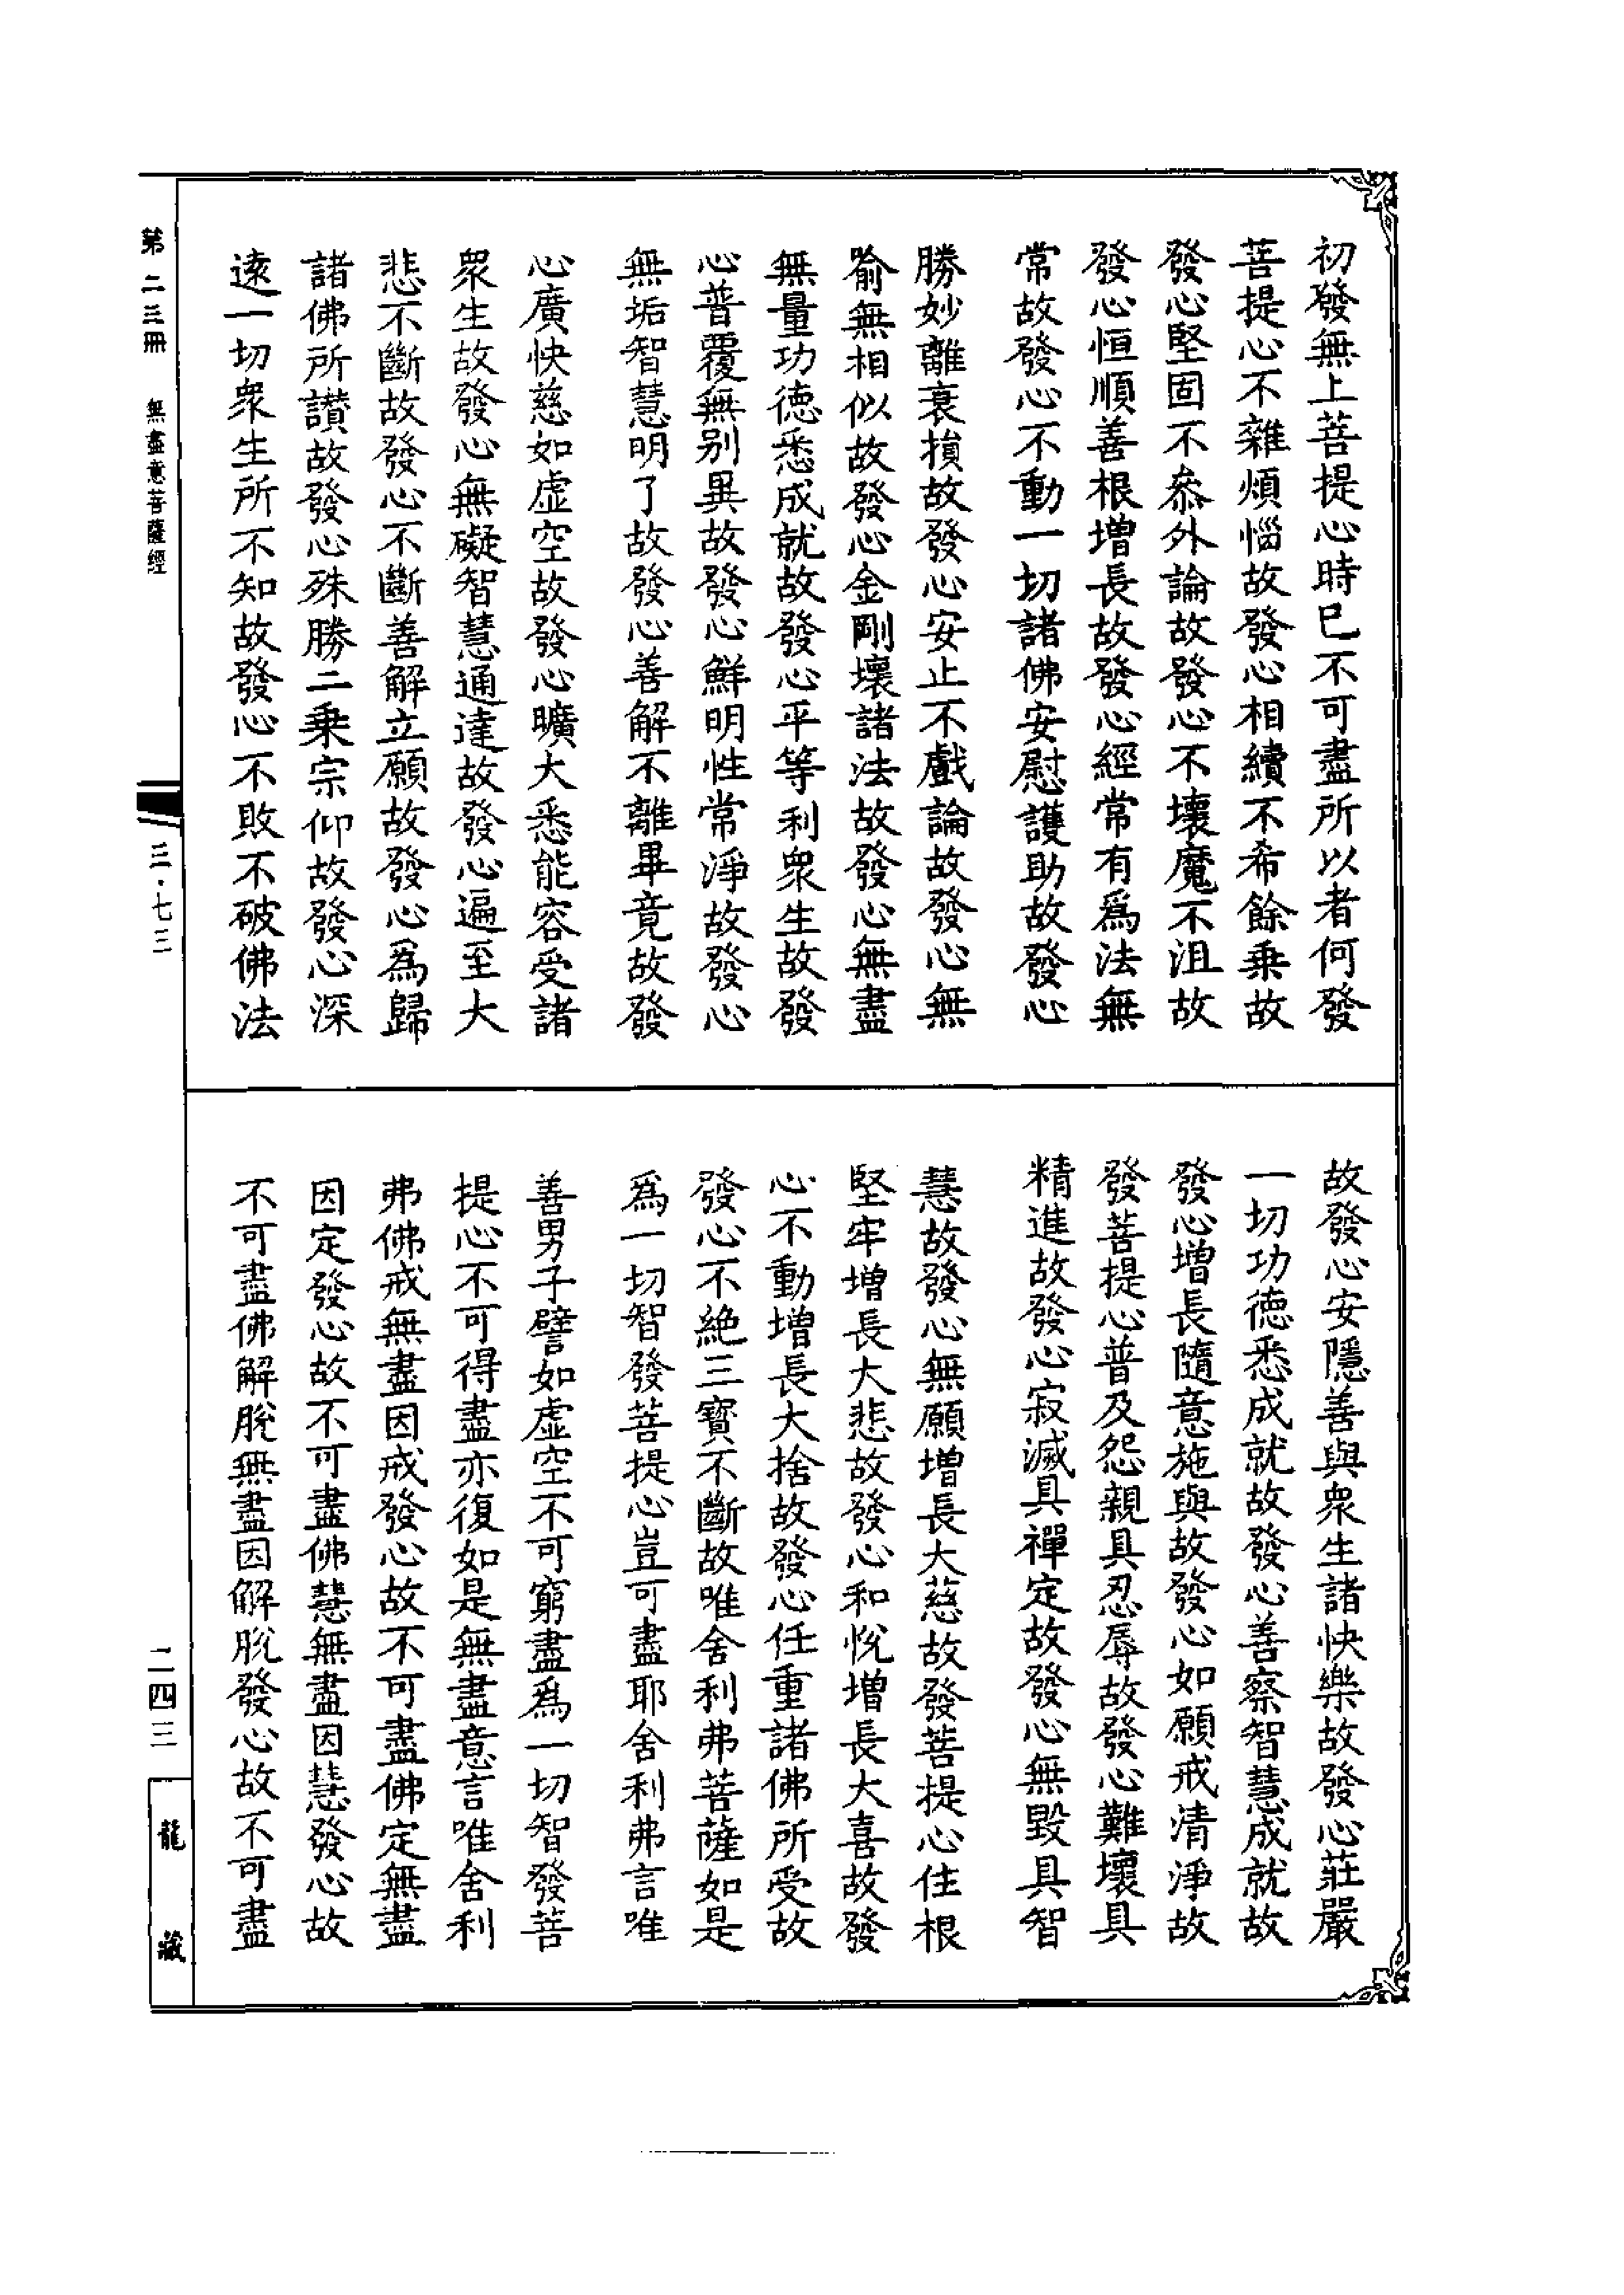 初發無上菩提心時已不可盡所以者何發
菩提心不雜煩惱故發心相續不希餘乗故
發心堅固不叅外論故發心不壞魔不沮故
發心恒順善根增長故發心經常有爲法無
常故發心不動一切諸佛安慰護助故發心
勝妙離衰損故發心安止不戲論故發心無
喻無相似故發心金剛壞諸法故發心無盡
無量功德悉成就故發心平等利衆生故發
心普覆無别異故發心鮮明性常淨故發心
無垢智慧明了故發心善解不離畢竟故發
心廣快慈如虛空故發心曠大悉能容受諸
衆生故發心無礙智慧通達故發心遍至大
悲不斷故發心不斷善解立願故發心爲歸
諸佛所讃故發心殊勝二乗宗仰故發心深
遠一切衆生所不知故發心不敗不破佛法
故發心安隱善與衆生諸快樂故發心莊嚴
一切功德悉成就故發心善察智慧成就故
發心增長隨意施與故發心如願戒清淨故
發菩提心普及怨親具忍辱故發心難壞具
精進故發心寂滅具禪定故發心無毀具智
慧故發心無願增長大慈故發菩提心住根
堅牢增長大悲故發心和悅增長大喜故發
心不動增長大捨故發心任重諸佛所受故
發心不絶三寳不斷故唯舍利弗菩薩如是
爲一切智發菩提心豈可盡耶舍利弗言唯
善男子譬如虛空不可窮盡爲一切智發菩
提心不可得盡亦復如是無盡意言唯舍利
弗佛戒無盡因戒發心故不可盡佛定無盡
因定發心故不可盡佛慧無盡因慧發心故
不可盡佛解脫無盡因解脫發心故不可盡
第二三冊 無盡意菩薩經
三·七三
二四三
龍藏